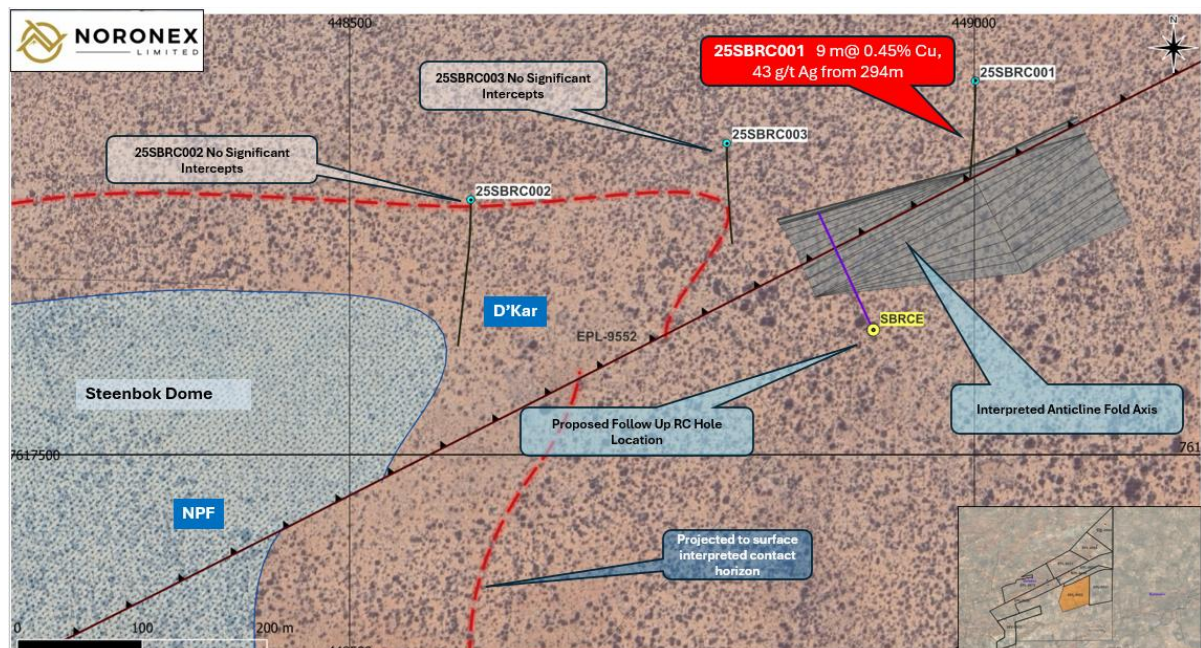 NORONEX
LIMITED
448500
449000
N
25SBRC001 9 m@ 0.45% Cu,
43 g/t Ag from 294m
25SBRC001
25SBRC003 No Significant
Intercepts
25SBRC003
25SBRC002 No Significant
Intercepts
25SBRC002
D'Kar
EPL-9552
SBRCE
Steenbok Dome
Proposed Follow Up RC Hole
Location
Interpreted Anticline Fold Axis
7617500
761
NPF
Projected to surface
interpreted contact
horizon
0
100
200 m